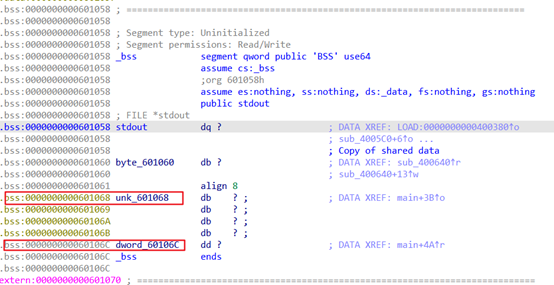 .bss:0000000000601058 ; ===========================================================================
.bss:0000000000601058
.bss:0000000000601058 ; Segment type: Uninitialized
.bss:0000000000601058 ; Segment permissions: Read/Write
.bss:0000000000601058 _bss segment qword public 'BSS' use64
.bss:0000000000601058 assume cs:_bss
.bss:0000000000601058 ;org 601058h
.bss:0000000000601058 assume es:nothing, ss:nothing, ds:_data, fs:nothing, gs:nothing
.bss:0000000000601058 public stdout
.bss:0000000000601058 ; FILE *stdout
.bss:0000000000601058 stdout dq ? ; DATA XREF: LOAD:0000000000400380↑o
.bss:0000000000601058 ; sub_4005C0+6↑o ...
.bss:0000000000601058 ; Copy of shared data
.bss:0000000000601060 byte_601060 db ? ; DATA XREF: sub_400640↑r
.bss:0000000000601060 ; sub_400640+13↑w
.bss:0000000000601061 align 8
.bss:0000000000601068 unk_601068 db ? ; ; DATA XREF: main+3B↑o
.bss:0000000000601069 db ? ;
.bss:000000000060106A db ? ;
.bss:000000000060106B db ? ;
.bss:000000000060106C dword_60106C dd ? ; DATA XREF: main+4A↑r
.bss:000000000060106C _bss ends
.bss:000000000060106C
extern:0000000000601070 ; ===========================================================================